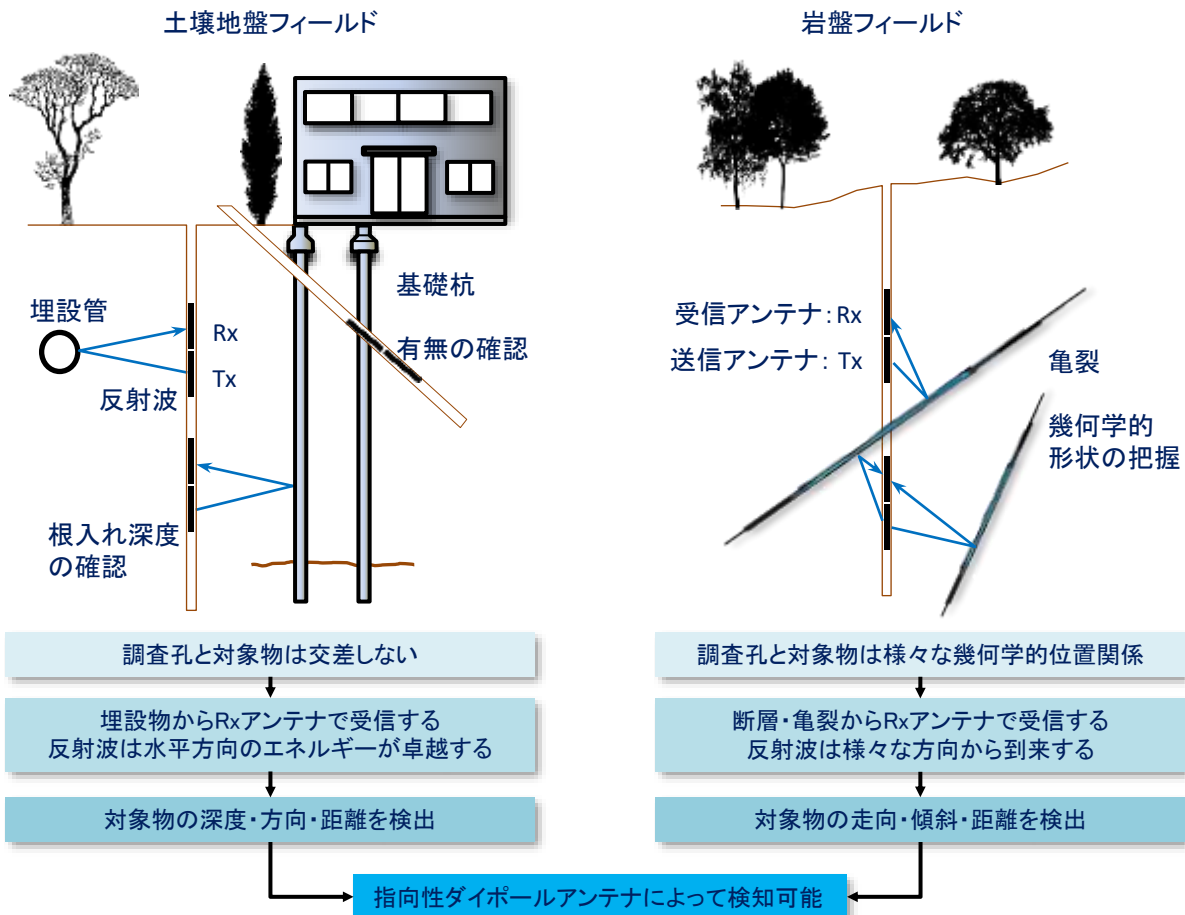 土壌地盤フィールド
岩盤フィールド
埋設管
Rx
Tx
反射波
根入れ深度
の確認
基礎杭
有無の確認
受信アンテナ：Rx
送信アンテナ： Tx
亀裂
幾何学的
形状の把握
調査孔と対象物は交差しない
埋設物からRxアンテナで受信する
反射波は水平方向のエネルギーが卓越する
対象物の深度・方向・距離を検出
調査孔と対象物は様々な幾何学的位置関係
断層・亀裂からRxアンテナで受信する
反射波は様々な方向から到来する
対象物の走向・傾斜・距離を検出
指向性ダイポールアンテナによって検知可能